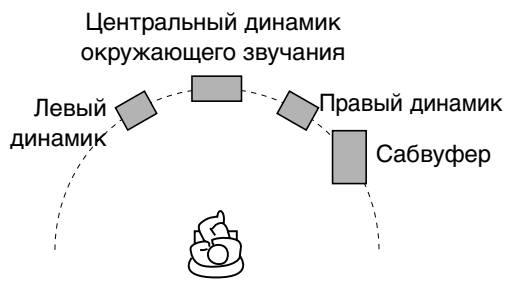 Центральный динамик
окружающего звучания
Левый
динамик
Правый динамик
Сабвуфер